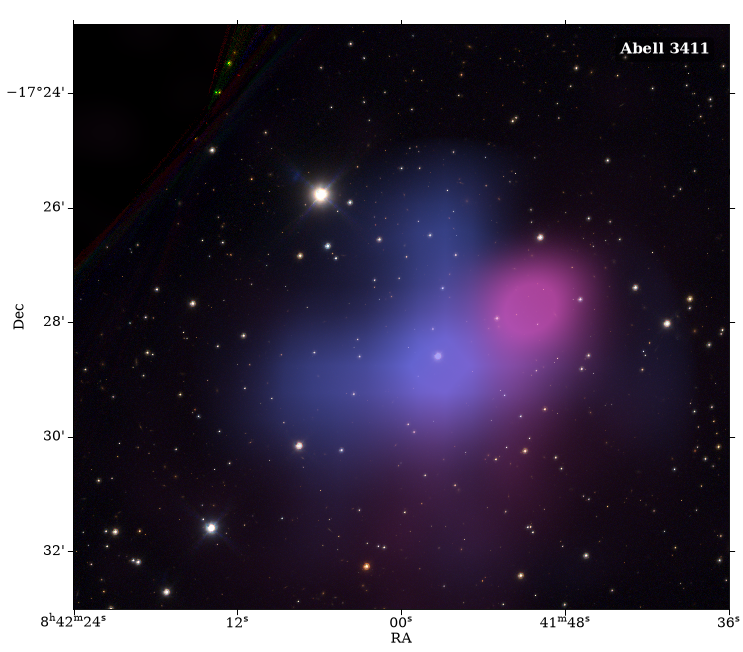 Abell 3411
−17°24'
26'
28'
30'
32'
Dec
8ʰ42ᵐ24ˢ
12ˢ
00ˢ
41ᵐ48ˢ
36ˢ
RA